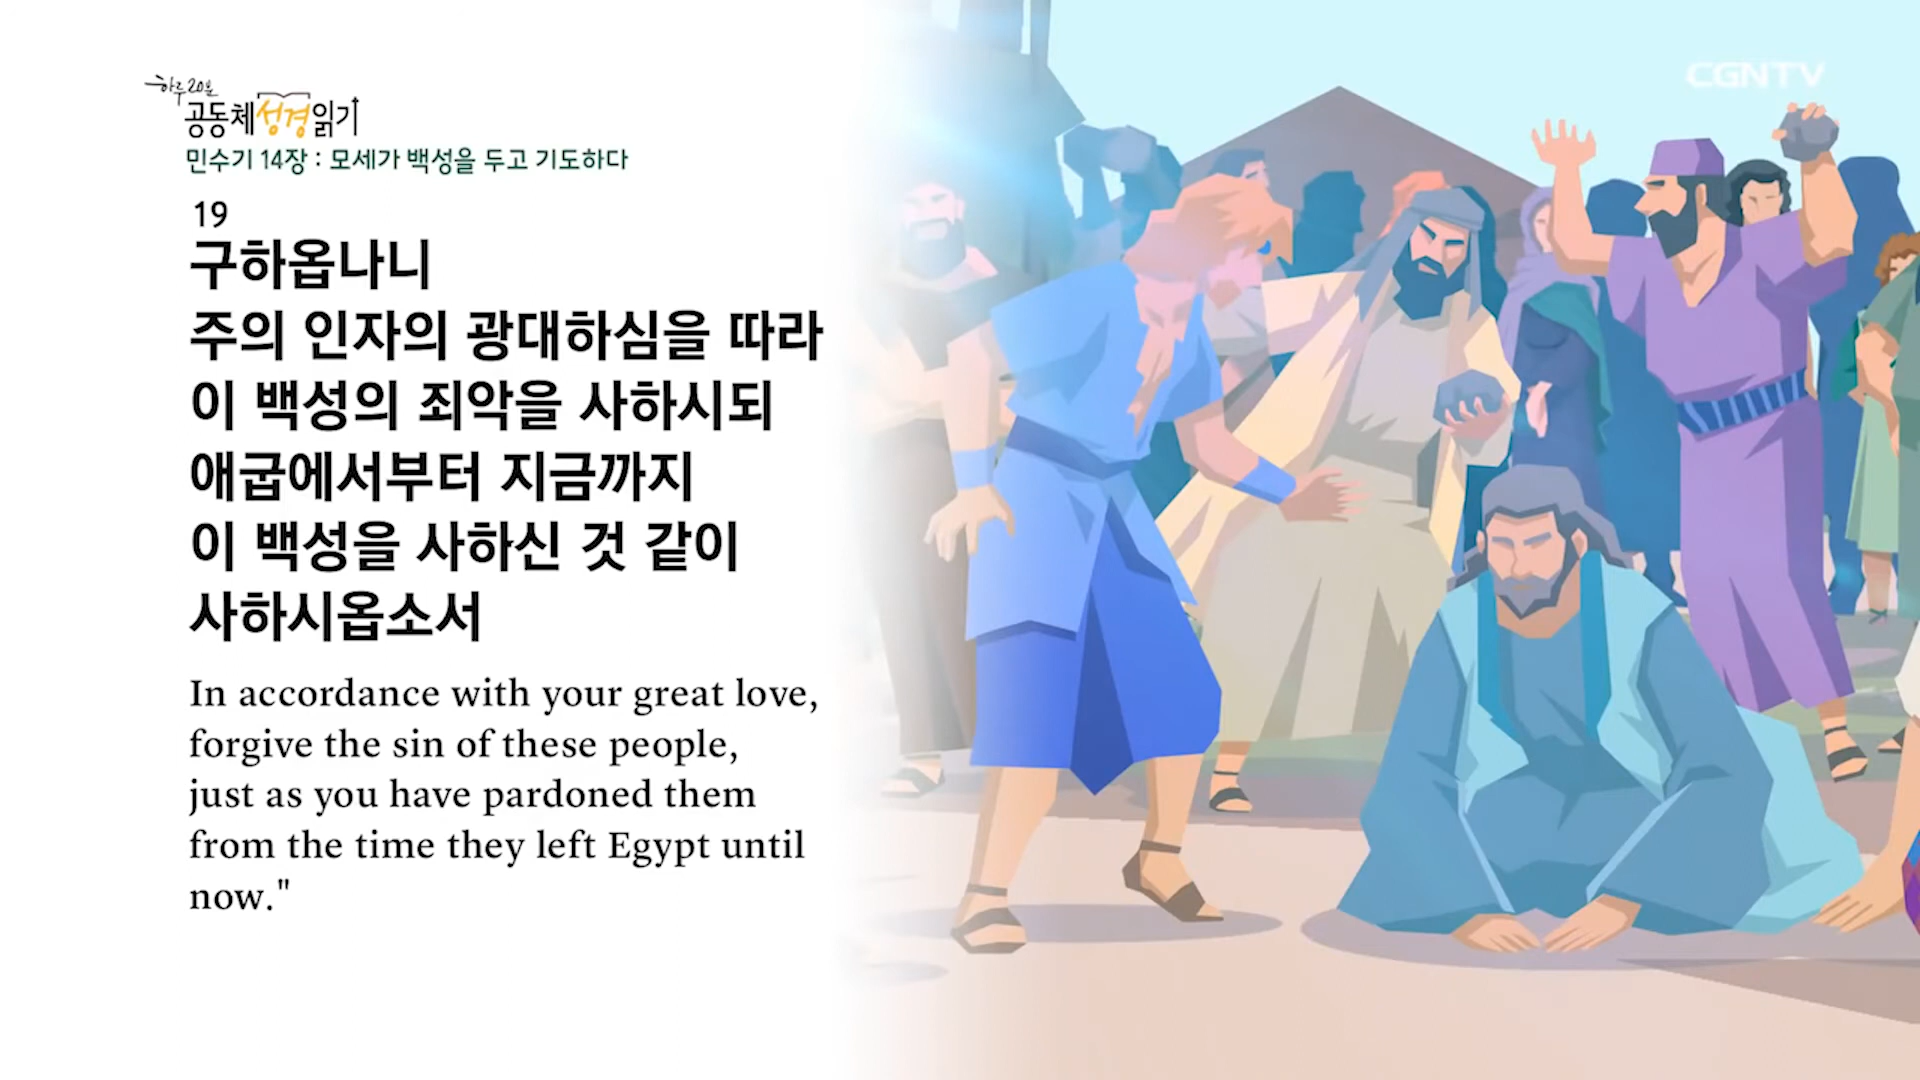 하루 20분
공동체성경읽기
민수기 14장 : 모세가 백성을 두고 기도하다
CGNTV
19
구하옵나니
주의 인자의 광대하심을 따라
이 백성의 죄악을 사하시되
애굽에서부터 지금까지
이 백성을 사하신 것 같이
사하시옵소서
In accordance with your great love,
forgive the sin of these people,
just as you have pardoned them
from the time they left Egypt until
now."